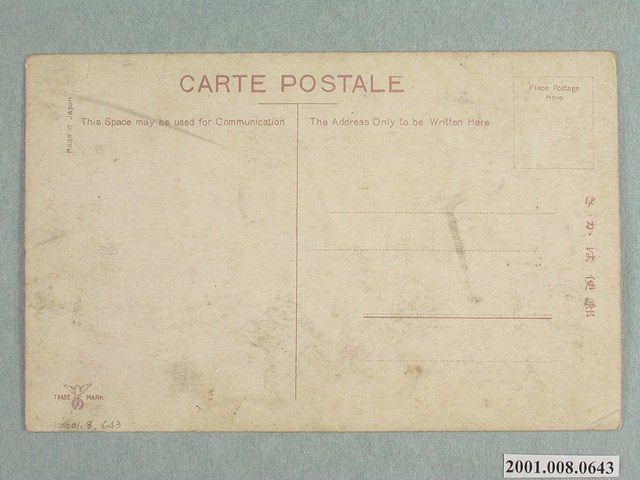 CARTE POSTALE
Place Postage
Here
Made in Japan
This Space may be used for Communication
The Address Only to be Written Here
きかは便郵
TRADE MARK
2001.8.643
2001.008.0643